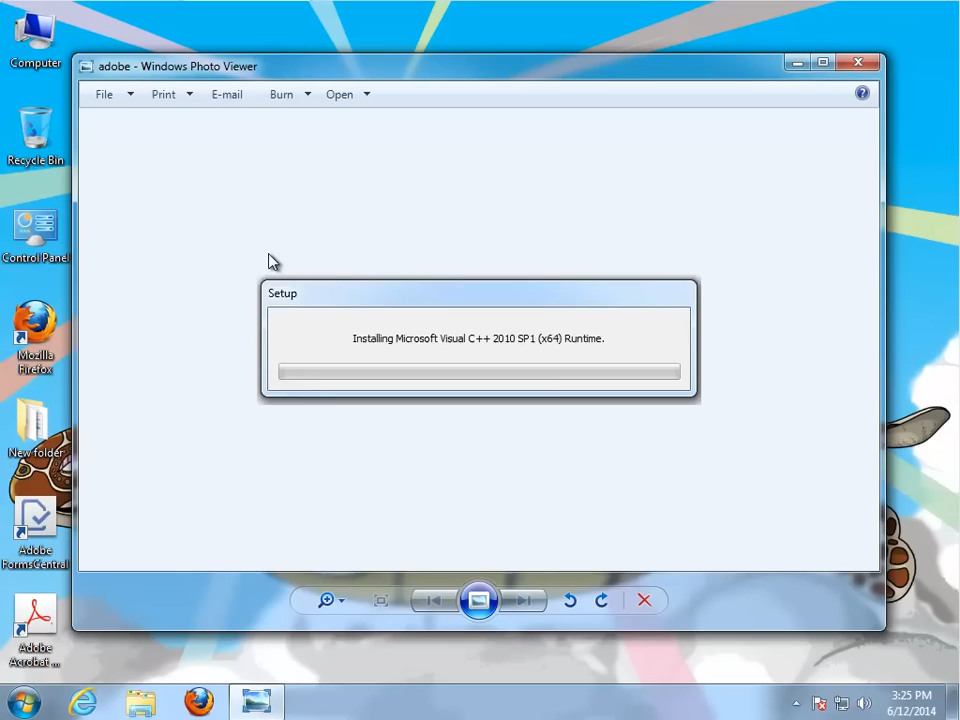 Computer
Recycle Bin
Control Panel
Mozilla
Firefox
New folder
Adobe
FormsCentral
Adobe
Acrobat ...
adobe - Windows Photo Viewer
File
Print
E-mail
Burn
Open
Setup
Installing Microsoft Visual C++ 2010 SP1 (x64) Runtime.
3:25 PM
6/12/2014